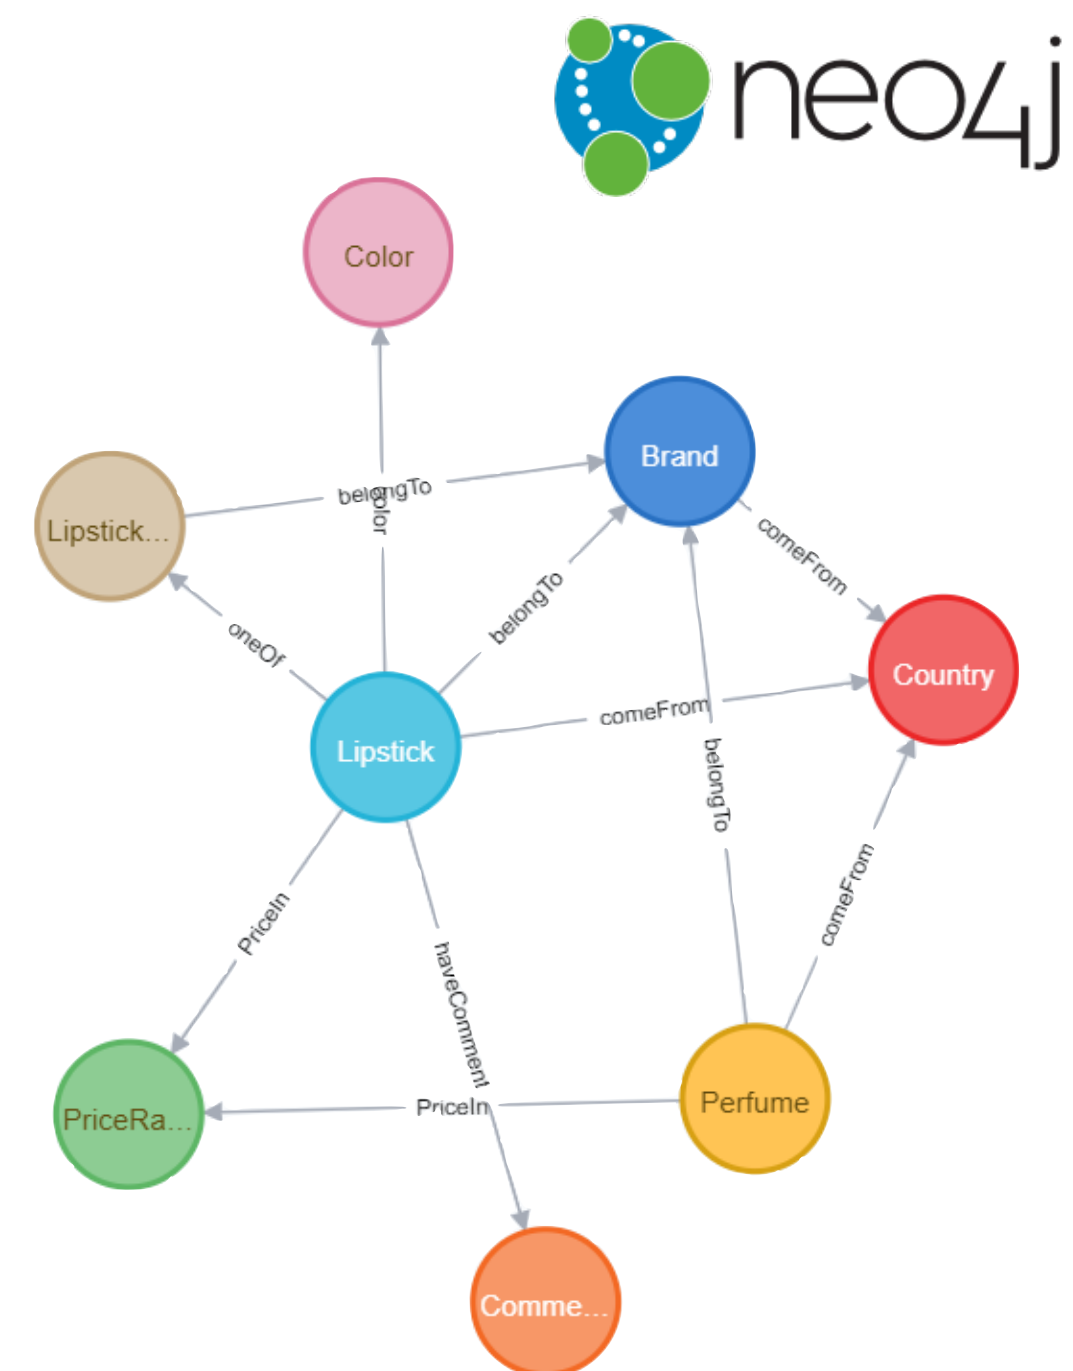 neo4j
Color
Brand
belongTo
color
Lipstick...
comeFrom
belongTo
oneOf
Country
comeFrom
Lipstick
belongTo
comeFrom
PriceIn
haveComment
Perfume
PriceIn
PriceRa...
Comme...